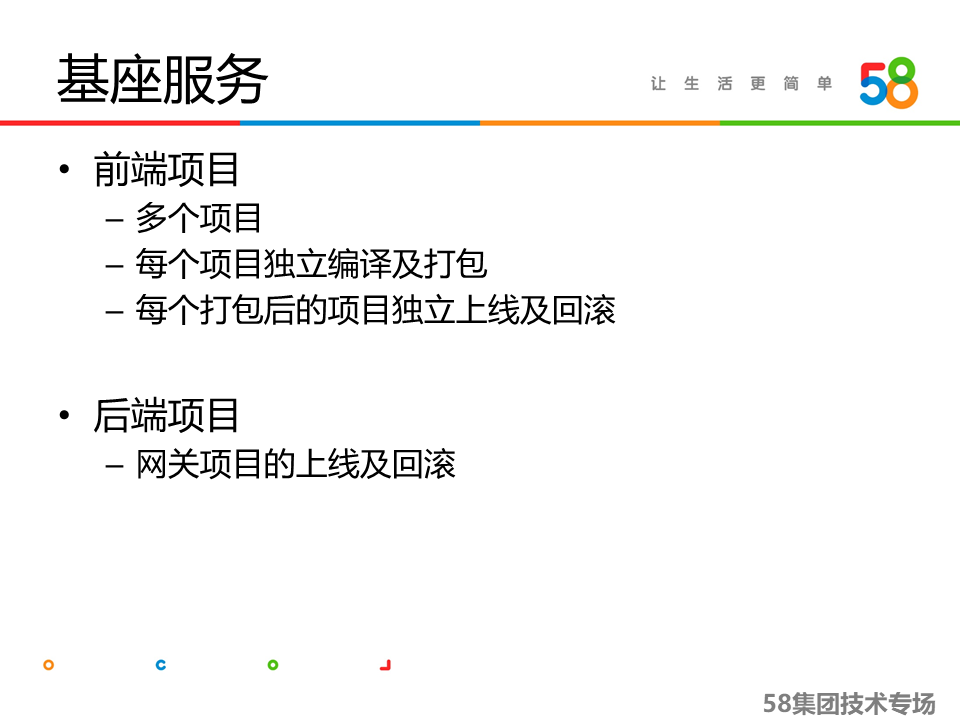 基座服务
让生活更简单
58
• 前端项目
– 多个项目
– 每个项目独立编译及打包
– 每个打包后的项目独立上线及回滚
• 后端项目
– 网关项目的上线及回滚
58集团技术专场